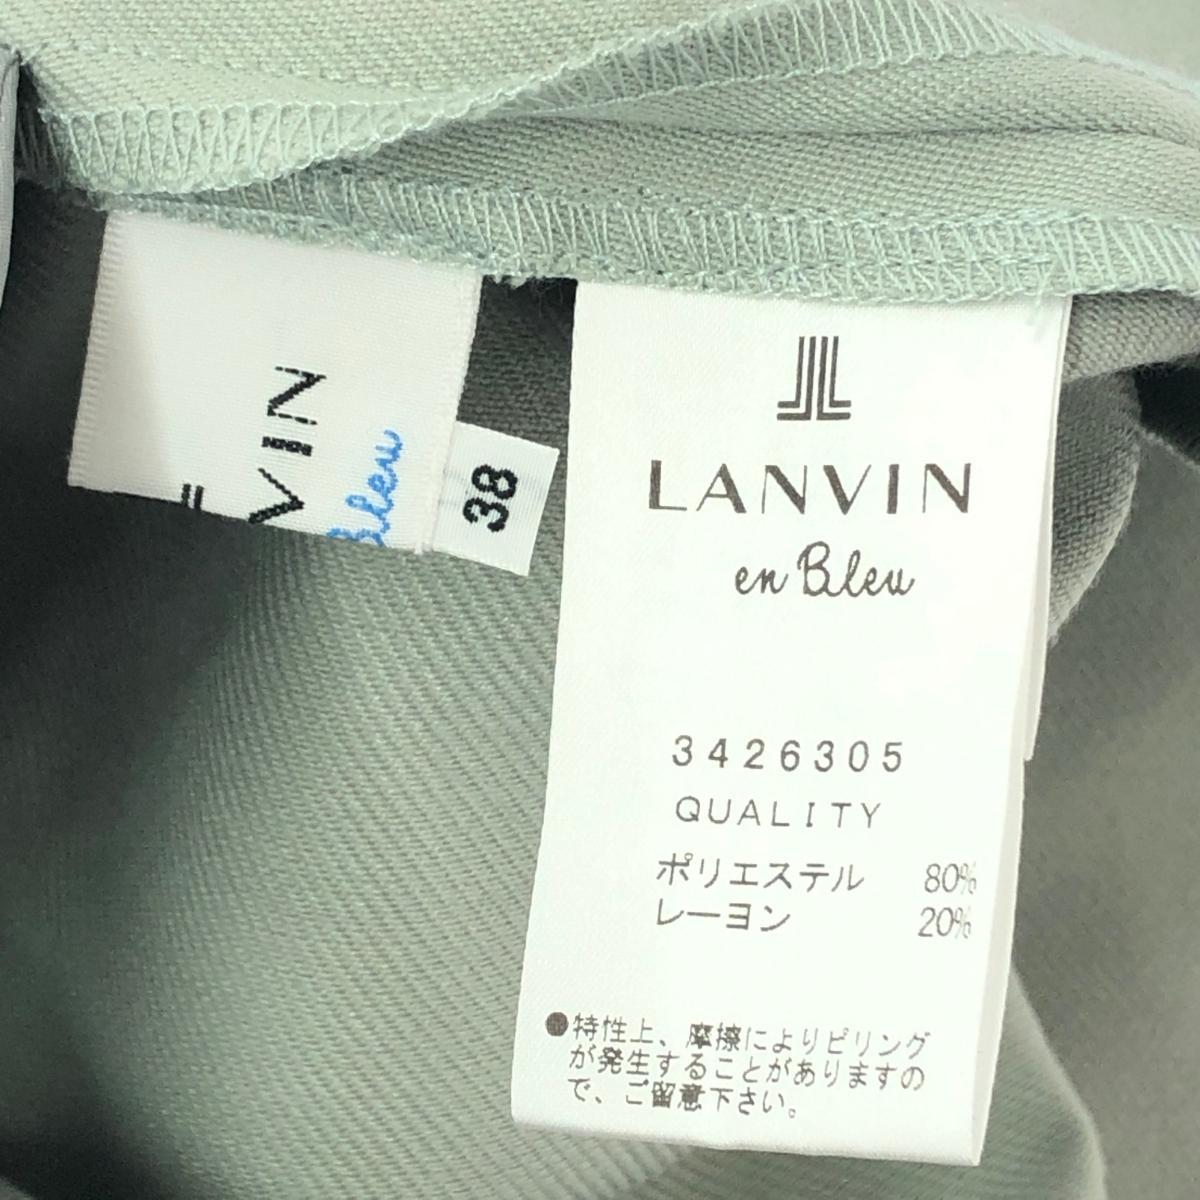 VIN
Bleu
38
LANVIN
en Bleu
3426305
QUALITY
ポリエステル 80%
レーヨン 20%
●特性上、摩擦によりピリング
が発生することがありますの
で、ご留意下さい。